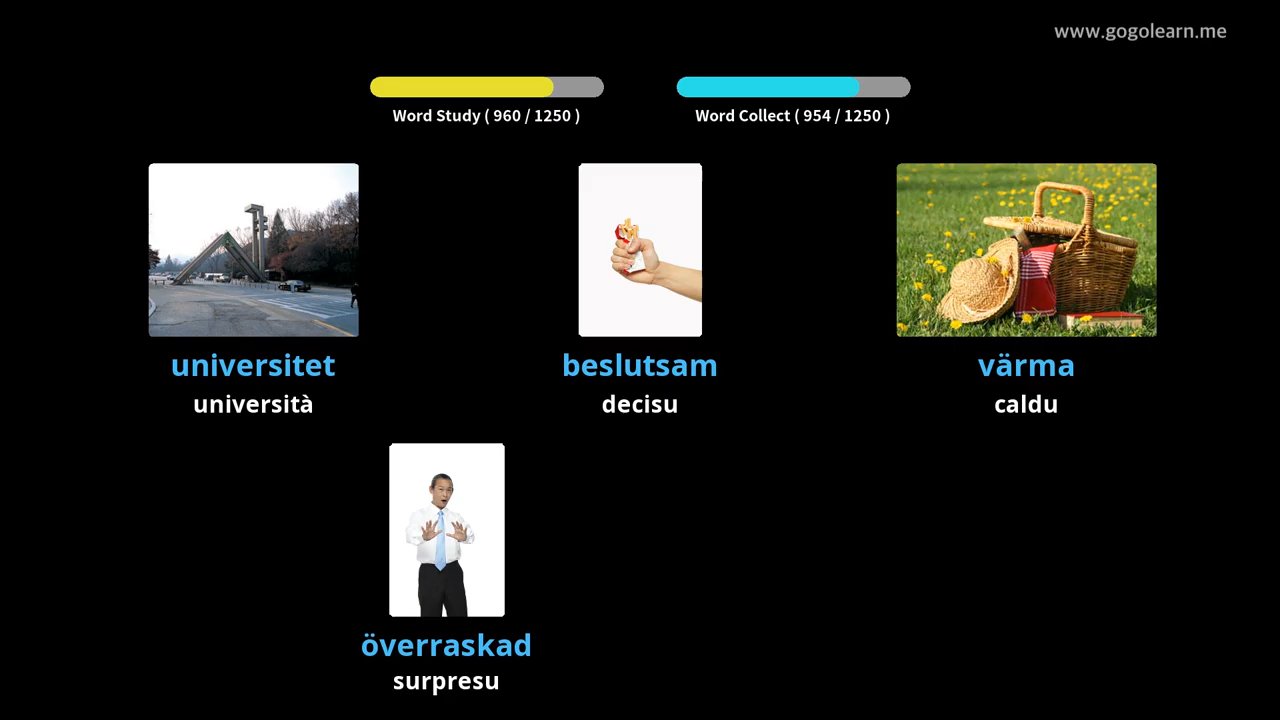 www.gogolearn.me
Word Study ( 960 / 1250 )
Word Collect ( 954 / 1250 )
universitet
università
beslutsam
decisu
värma
caldu
överraskad
surpresu